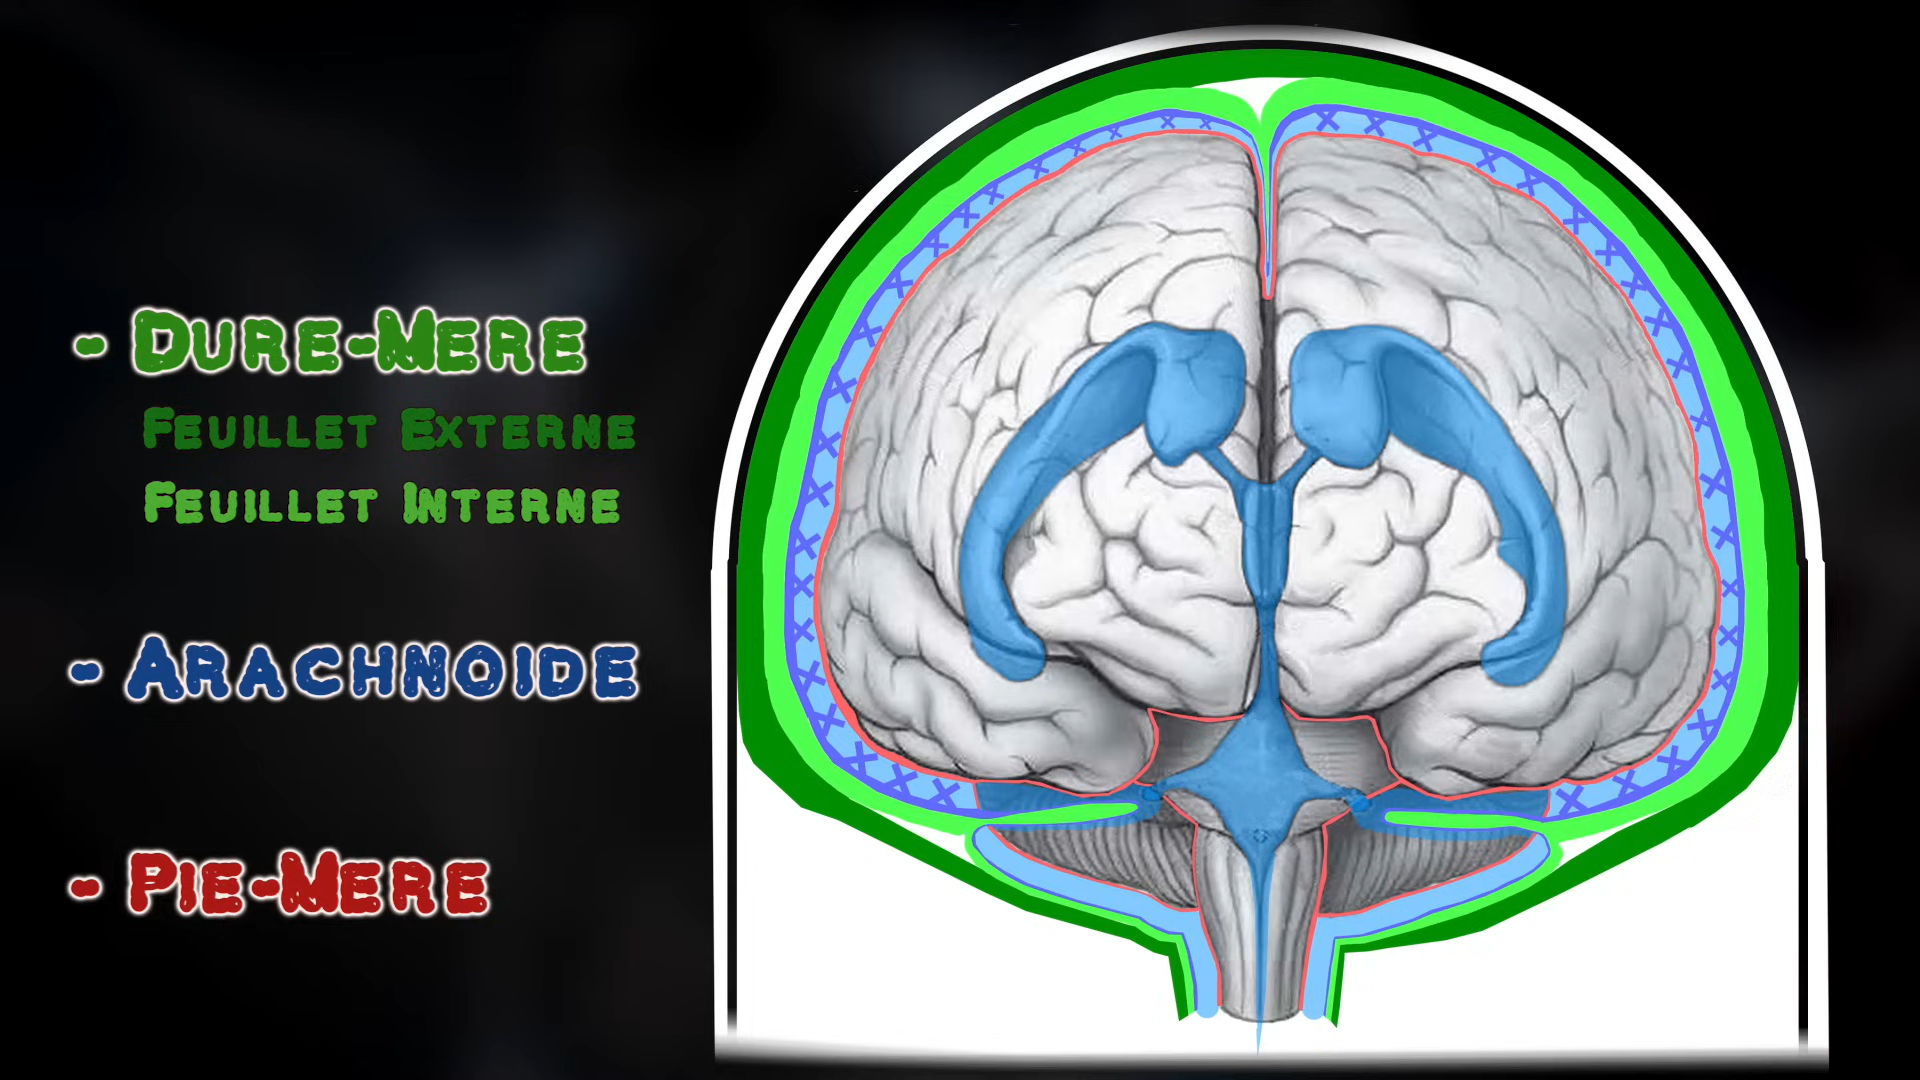 - Dure-Mere
Feuillet Externe
Feuillet Interne
- Arachnoide
- Pie-Mere